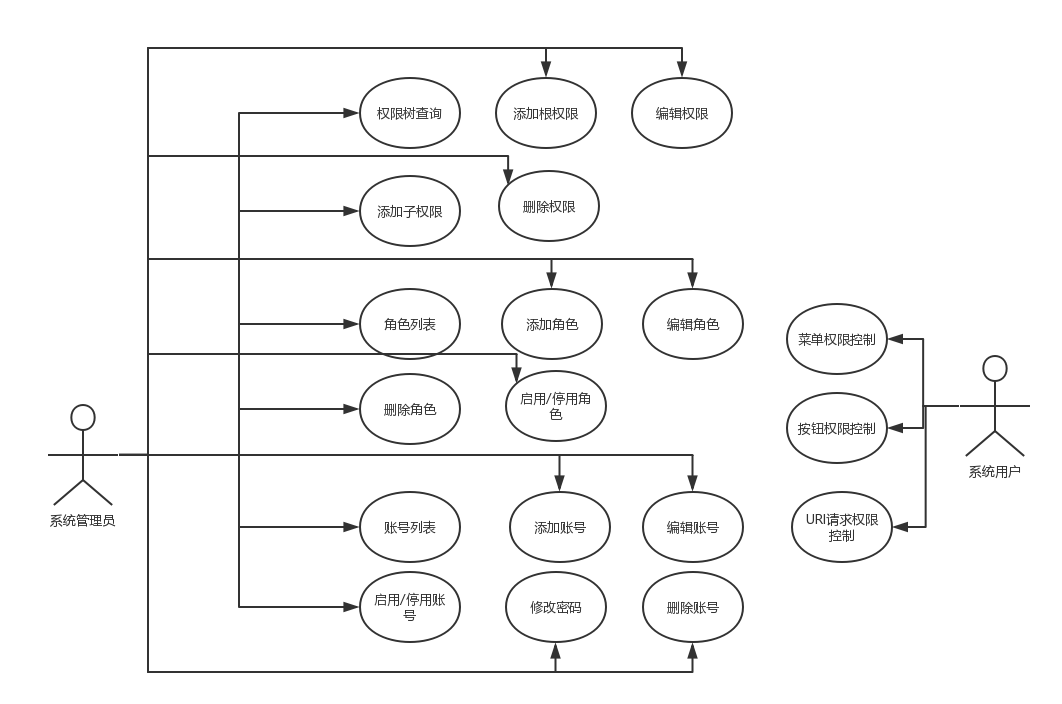 权限树查询
添加根权限
编辑权限
添加子权限
删除权限
角色列表
添加角色
编辑角色
菜单权限控制
删除角色
启用/停用角
色
按钮权限控制
系统用户
系统管理员
账号列表
添加账号
编辑账号
URI请求权限
控制
启用/停用账
号
修改密码
删除账号